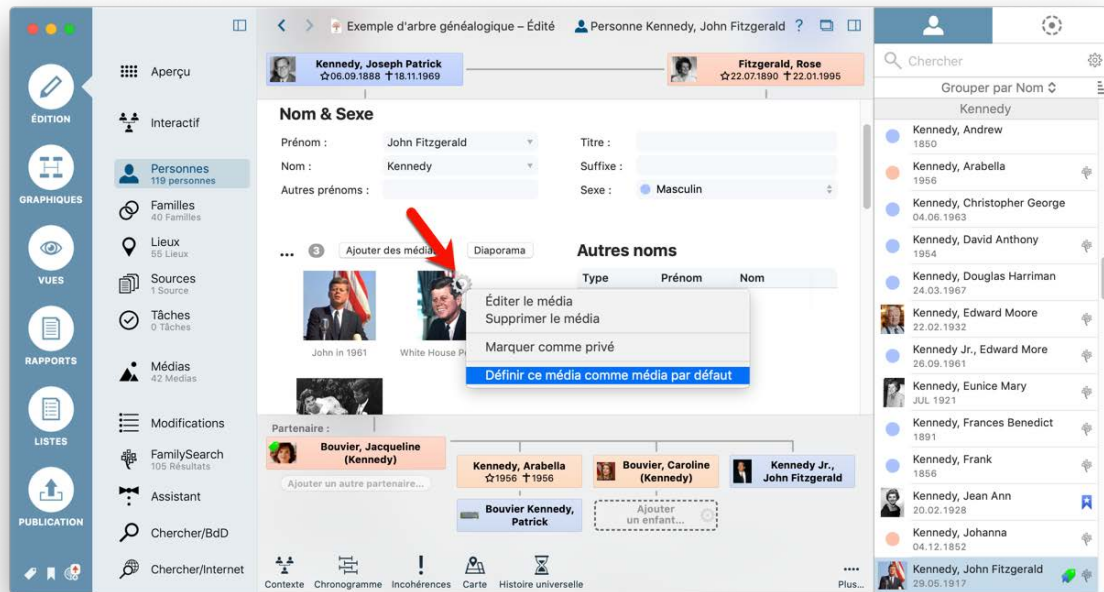 Exemple d'arbre généalogique – Édité
Personne Kennedy, John Fitzgerald
?
ÉDITION
GRAPHIQUES
VUES
RAPPORTS
LISTES
PUBLICATION
Aperçu
Interactif
Personnes
119 personnes
Familles
40 Familles
Lieux
55 Lieux
Sources
1 Source
Tâches
0 Tâches
Médias
42 Medias
Modifications
FamilySearch
105 Résultats
Assistant
Chercher/BdD
Chercher/Internet
Kennedy, Joseph Patrick
☆06.09.1888 †18.11.1969
Fitzgerald, Rose
☆22.07.1890 †22.01.1995
Nom & Sexe
Prénom : John Fitzgerald
Titre :
Nom : Kennedy
Suffixe :
Autres prénoms :
Sexe : Masculin
... 3 Ajouter des média
Diaporama
Autres noms
Type Prénom Nom
John in 1961
White House
Éditer le média
Supprimer le média
Marquer comme privé
Définir ce média comme média par défaut
Partenaire :
Bouvier, Jacqueline
(Kennedy)
Ajouter un autre partenaire...
Kennedy, Arabella
☆1956 †1956
Bouvier, Caroline
(Kennedy)
Kennedy Jr.,
John Fitzgerald
Bouvier Kennedy,
Patrick
Ajouter
un enfant...
Contexte
Chronogramme
Incohérences
Carte
Histoire universelle
Plus...
Chercher
Grouper par Nom
Kennedy
Kennedy, Andrew
1850
Kennedy, Arabella
1956
Kennedy, Christopher George
04.06.1963
Kennedy, David Anthony
1954
Kennedy, Douglas Harriman
24.03.1967
Kennedy, Edward Moore
22.02.1932
Kennedy Jr., Edward More
26.09.1961
Kennedy, Eunice Mary
JUL 1921
Kennedy, Frances Benedict
1891
Kennedy, Frank
1856
Kennedy, Jean Ann
20.02.1928
Kennedy, Johanna
04.12.1852
Kennedy, John Fitzgerald
29.05.1917